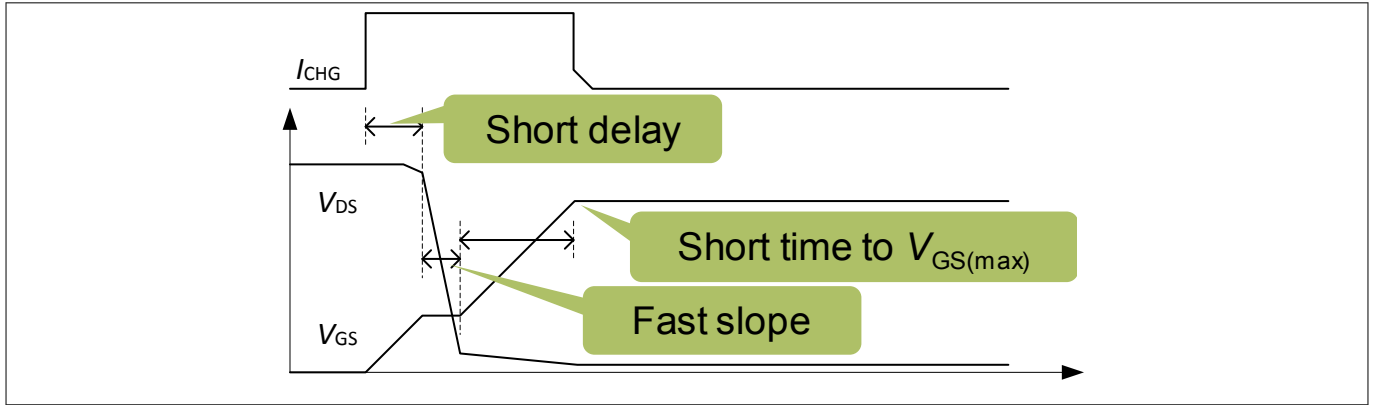 ICHG
Short delay
VDS
Short time to VGS(max)
Fast slope
VGS